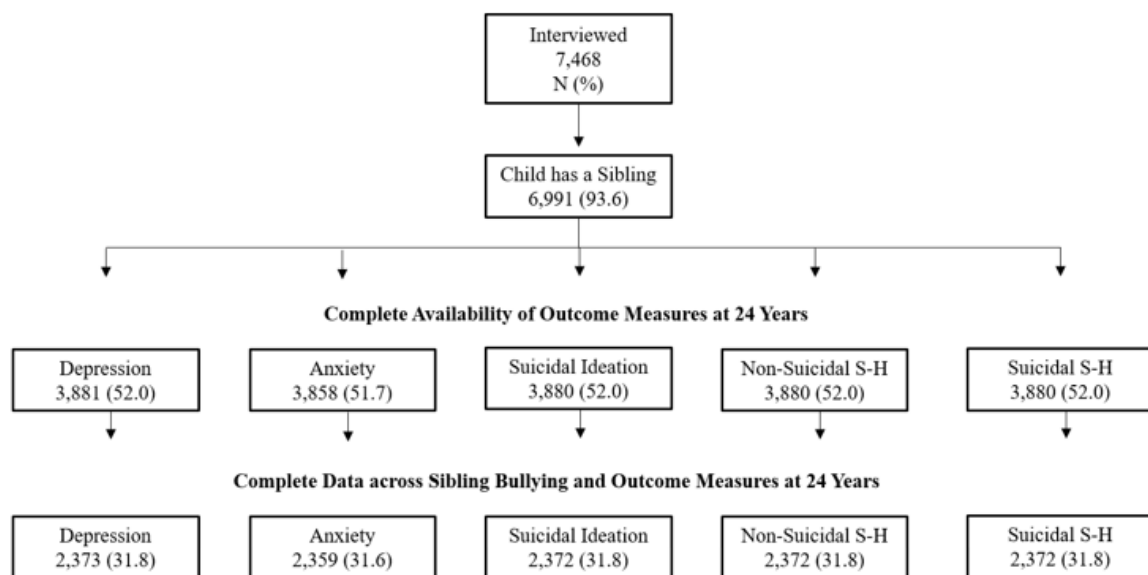 Interviewed
7,468
N (%)
Child has a Sibling
6,991 (93.6)
Complete Availability of Outcome Measures at 24 Years
Depression
3,881 (52.0)
Anxiety
3,858 (51.7)
Suicidal Ideation
3,880 (52.0)
Non-Suicidal S-H
3,880 (52.0)
Suicidal S-H
3,880 (52.0)
Complete Data across Sibling Bullying and Outcome Measures at 24 Years
Depression
2,373 (31.8)
Anxiety
2,359 (31.6)
Suicidal Ideation
2,372 (31.8)
Non-Suicidal S-H
2,372 (31.8)
Suicidal S-H
2,372 (31.8)